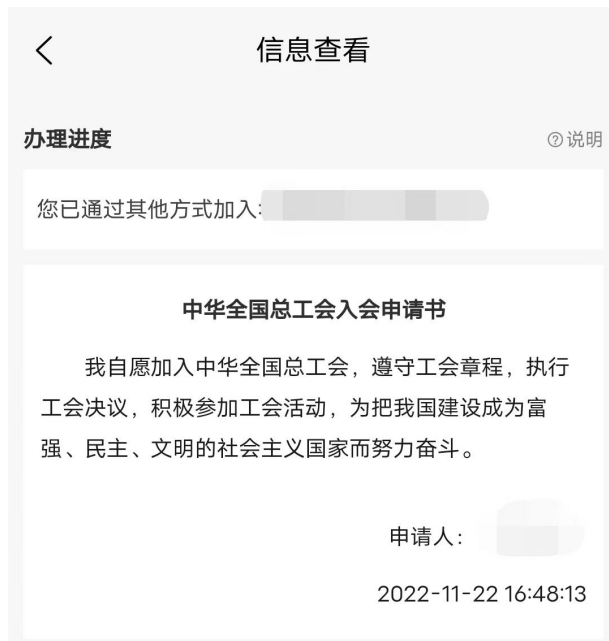 信息查看
办理进度
?说明
您已通过其他方式加入:
中华全国总工会入会申请书
我自愿加入中华全国总工会，遵守工会章程，执行
工会决议，积极参加工会活动，为把我国建设成为富
强、民主、文明的社会主义国家而努力奋斗。
申请人：
2022-11-22 16:48:13